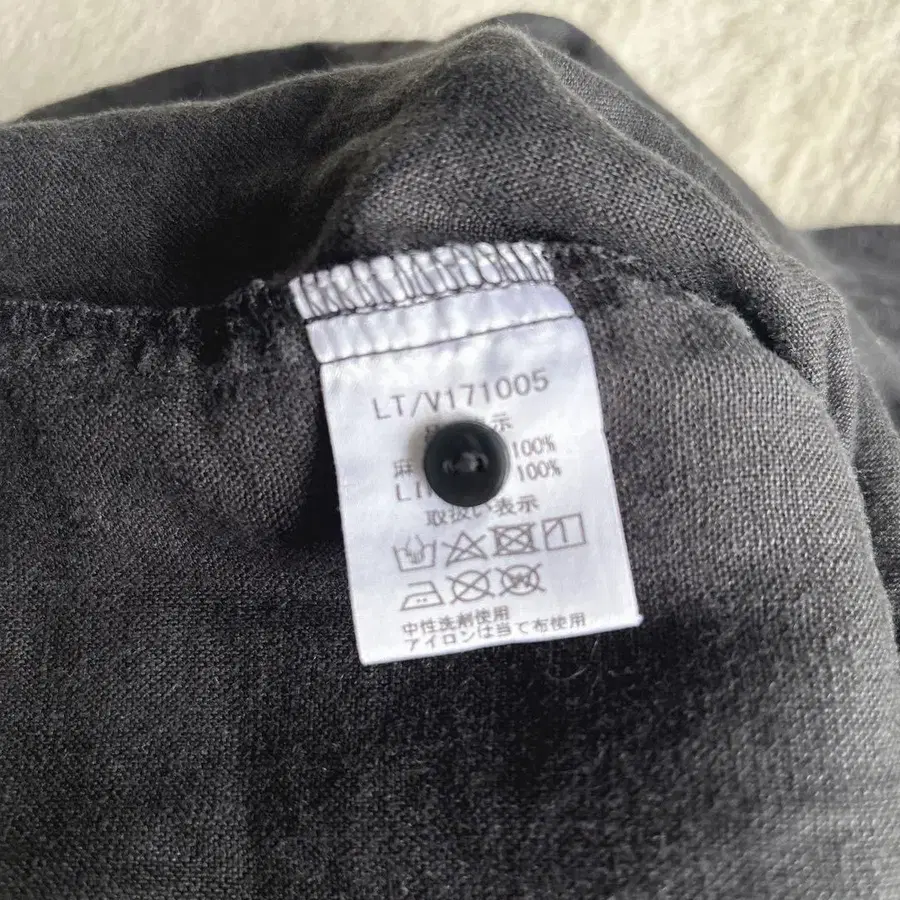 LT/V171005
示
麻 100%
LI 100%
取扱い表示
中性洗剤使用
アイロンは当て布使用